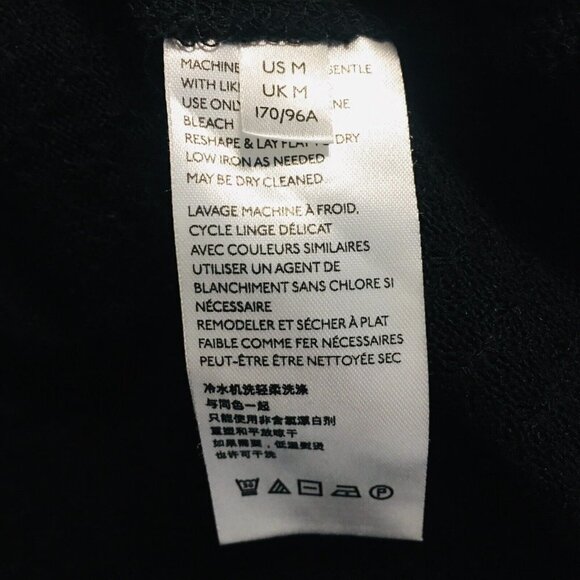 US M
UK M
170/96A
MACHINE GENTLE
WITH
USE ONLY
BLEACH
RESHAPE & LAY FLAT TO DRY
LOW IRON AS NEEDED
MAY BE DRY CLEANED
LAVAGE MACHINE À FROID,
CYCLE LINGE DÉLICAT
AVEC COULEURS SIMILAIRES
UTILISER UN AGENT DE
BLANCHIMENT SANS CHLORE SI
NÉCESSAIRE
REMODELER ET SÉCHER À PLAT
FAIBLE COMME FER NÉCESSAIRES
PEUT-ÊTRE ÊTRE NETTOYÉE SEC
冷水机洗轻柔洗涤
与同色一起
只能使用非含氯漂白剂
重塑和平放晾干
如果需要，低温熨烫
也许可干洗